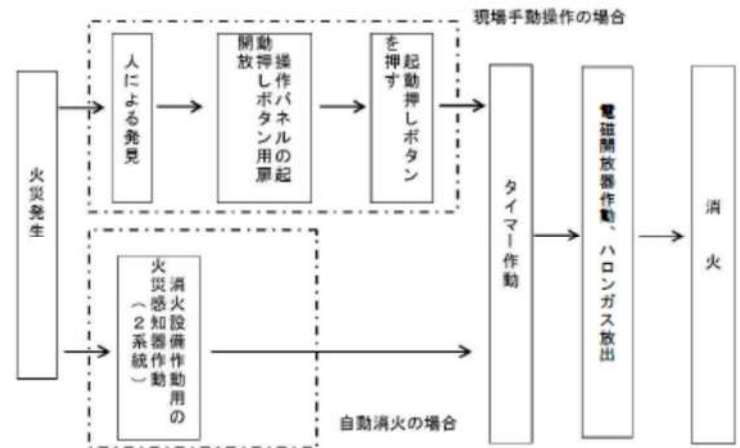 現場手動操作の場合
火災発生
人による発見
操作パネルの起
動押しボタン用扉
開放
起動押しボタン
を押す
タイマー作動
電磁開放器作動、ハロンガス放出
消火
消火設備作動用の
火災感知器作動
(2系統)
自動消火の場合